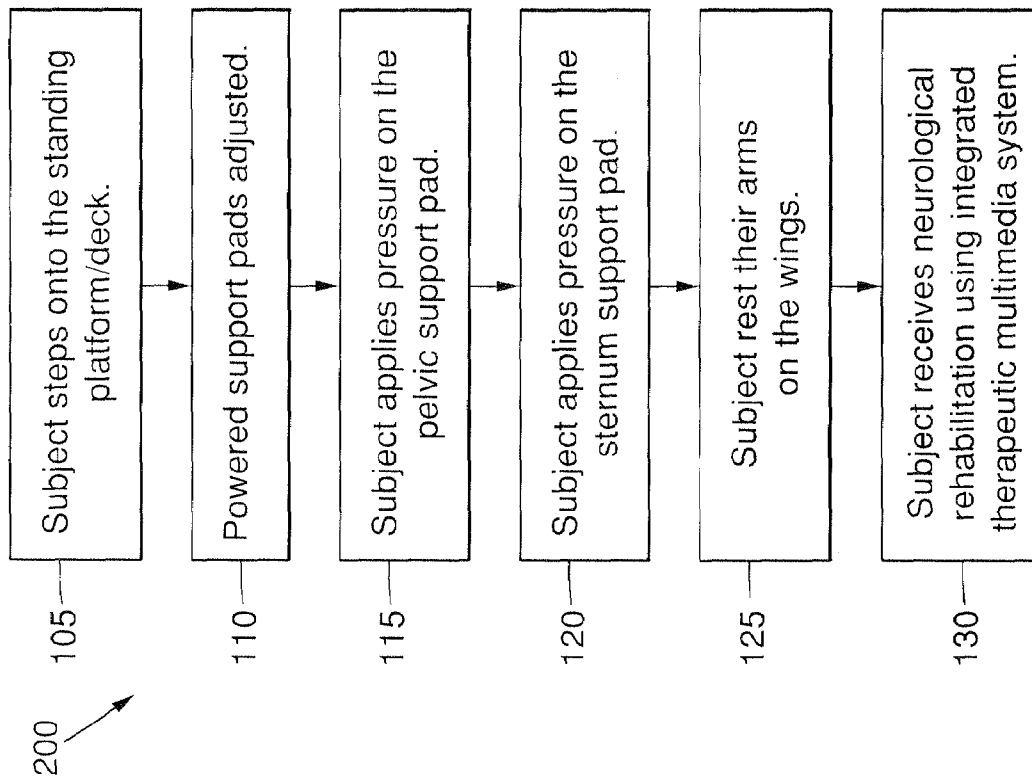 200
105
Subject steps onto the standing
platform/deck.
110
Powered support pads adjusted.
115
Subject applies pressure on the
pelvic support pad.
120
Subject applies pressure on the
sternum support pad.
125
Subject rest their arms
on the wings.
130
Subject receives neurological
rehabilitation using integrated
therapeutic multimedia system.